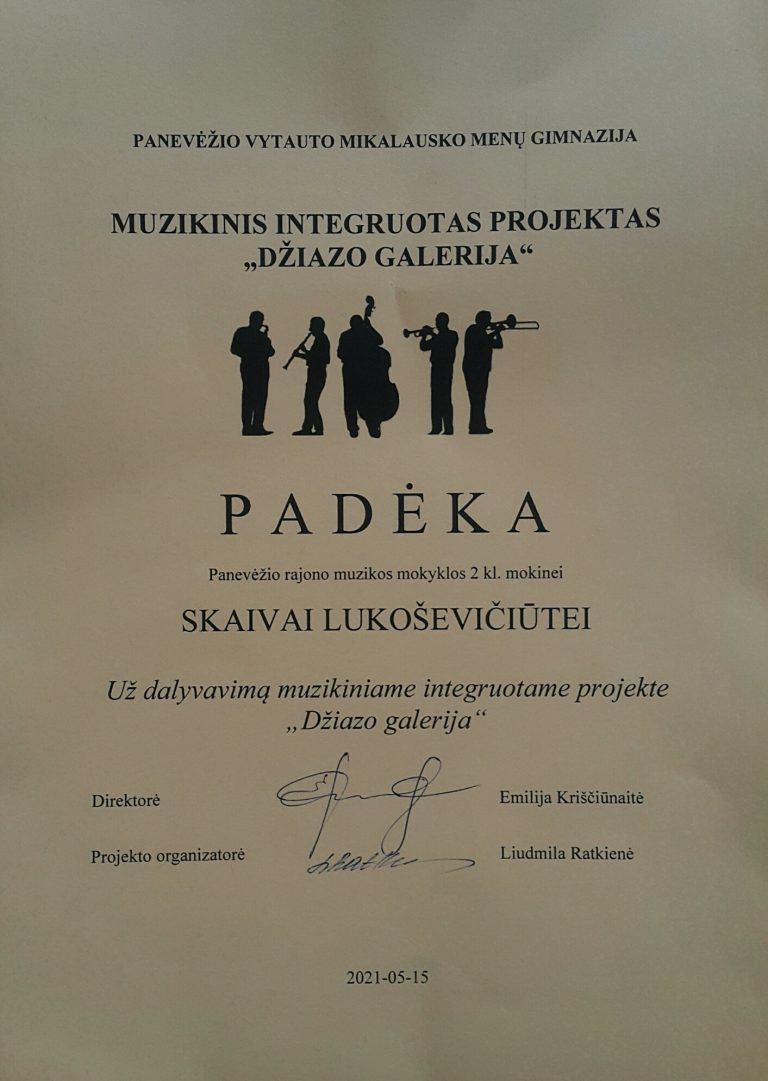 PANEVĖŽIO VYTAUTO MIKALAUSKO MENŲ GIMNAZIJA
MUZIKINIS INTEGRUOTAS PROJEKTAS
„DŽIAZO GALERIJA“
PADĖKA
Panevėžio rajono muzikos mokyklos 2 kl. mokinei
SKAIVAI LUKOŠEVIČIŪTEI
Už dalyvavimą muzikiniame integruotame projekte
„Džiazo galerija“
Direktorė Emilija Kriščiūnaitė
Projekto organizatorė Liudmila Ratkienė
2021-05-15